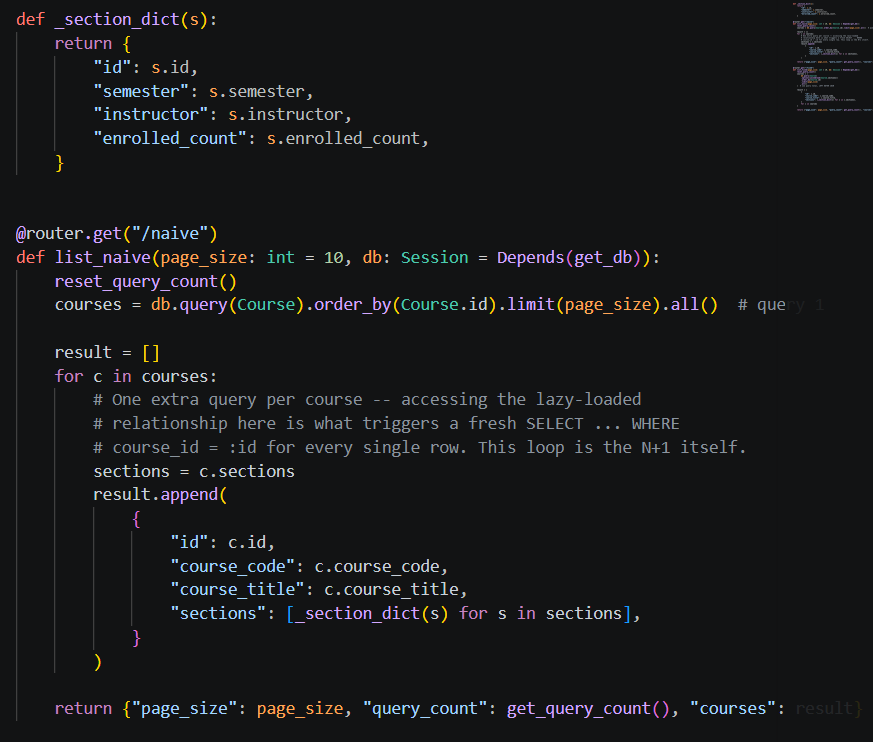 def _section_dict(s):
    return {
        "id": s.id,
        "semester": s.semester,
        "instructor": s.instructor,
        "enrolled_count": s.enrolled_count,
    }
@router.get("/naive")
def list_naive(page_size: int = 10, db: Session = Depends(get_db)):
    reset_query_count()
    courses = db.query(Course).order_by(Course.id).limit(page_size).all()  # query 1
    result = []
    for c in courses:
        # One extra query per course -- accessing the lazy-loaded
        # relationship here is what triggers a fresh SELECT ... WHERE
        # course_id = :id for every single row. This loop is the N+1 itself.
        sections = c.sections
        result.append(
            {
                "id": c.id,
                "course_code": c.course_code,
                "course_title": c.course_title,
                "sections": [_section_dict(s) for s in sections],
            }
        )
    return {"page_size": page_size, "query_count": get_query_count(), "courses": result}